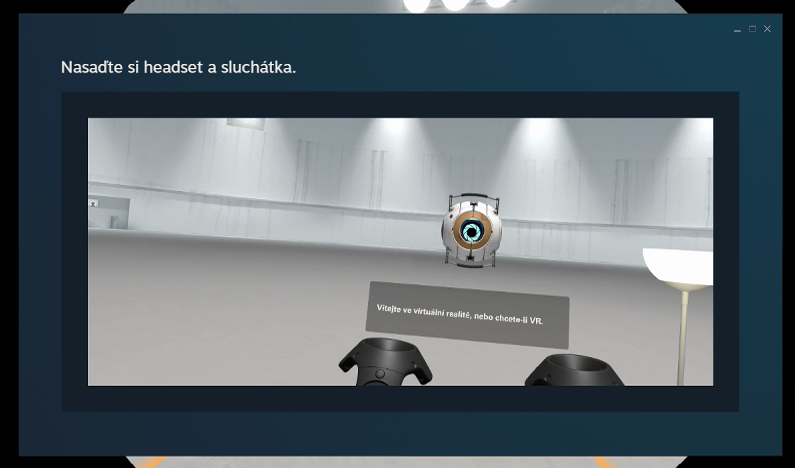 Nasaďte si headset a sluchátka.
Vítejte ve virtuální realitě, nebo chcete-li VR.